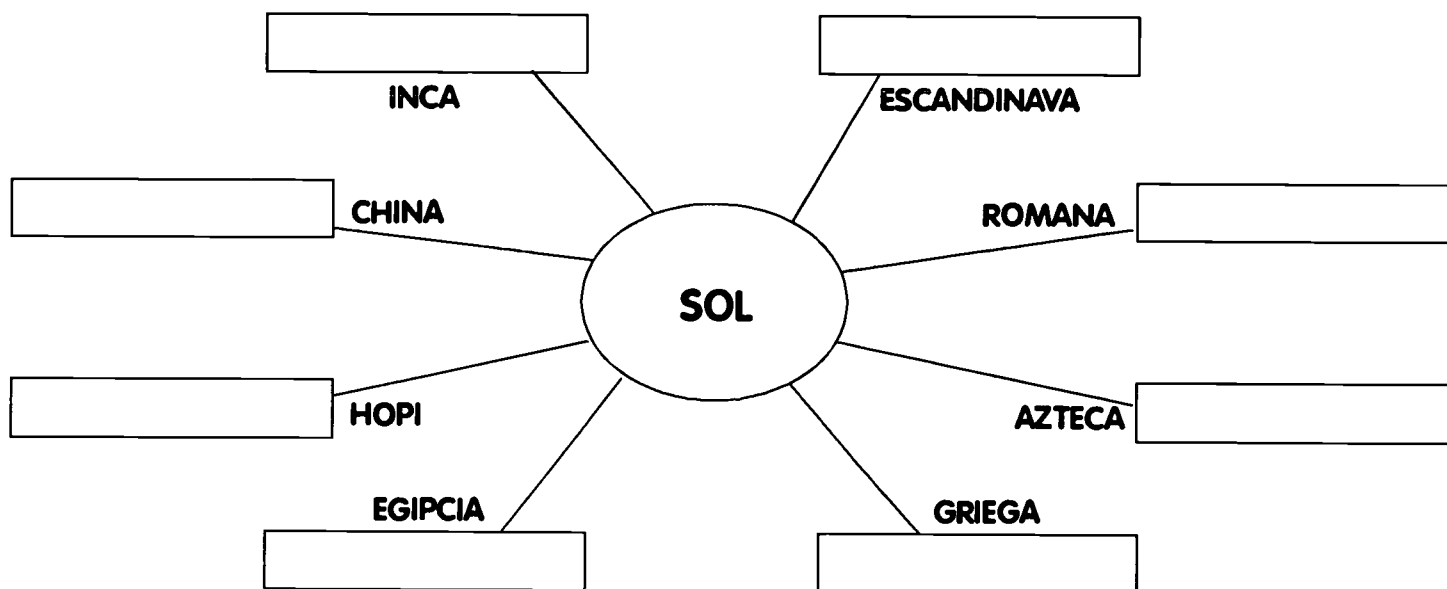 INCA
ESCANDINAVA
CHINA
ROMANA
SOL
HOPI
AZTECA
EGIPCIA
GRIEGA